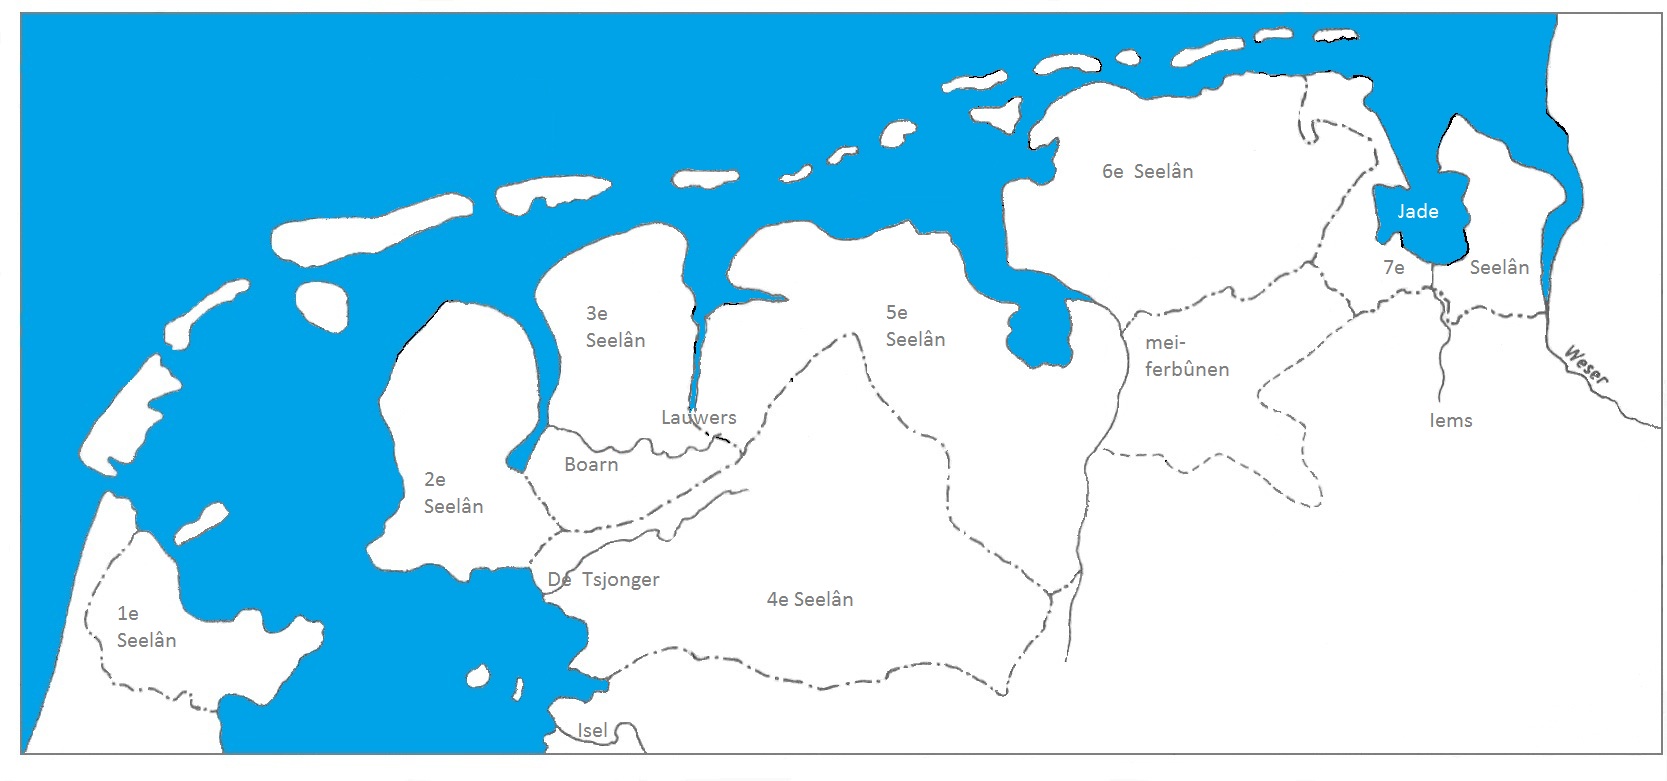 6e Seelân
Jade
7e
Seelân
3e
Seelân
5e
Seelân
mei-
ferbûnen
Weser
Lauwers
Iems
Boarn
2e
Seelân
De Tsjonger
4e Seelân
1e
Seelân
Isel